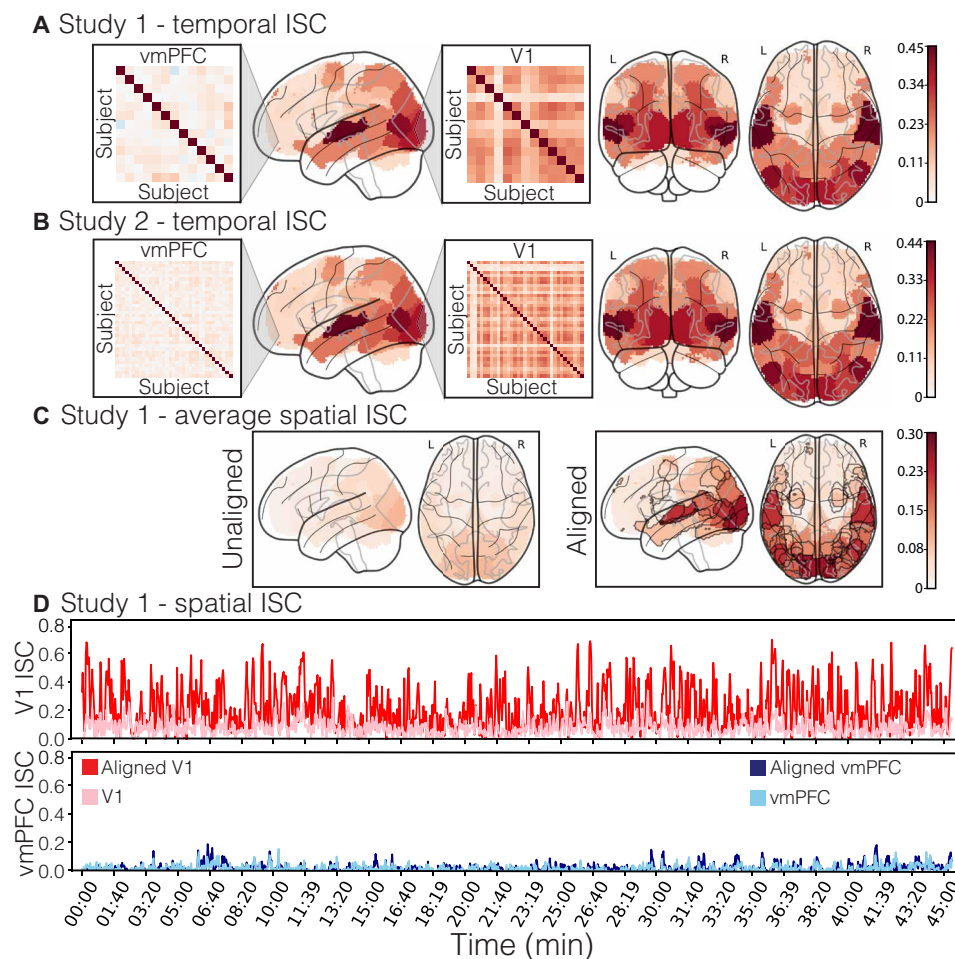 A Study 1 - temporal ISC
vmPFC
Subject
Subject
V1
Subject
Subject
L
R
0.45
0.34
0.23
0.11
0
B Study 2 - temporal ISC
vmPFC
Subject
Subject
V1
Subject
Subject
L
R
L
R
0.44
0.33
0.22
0.11
0
C Study 1 - average spatial ISC
Unaligned
L
R
Aligned
L
R
0.30
0.23
0.15
0.08
0
D Study 1 - spatial ISC
V1 ISC
0.8
0.6
0.4
0.2
0.0
vmPFC ISC
0.8
0.6
0.4
0.2
0.0
Aligned V1
V1
Aligned vmPFC
vmPFC
00:00 01:40 03:20 05:00 06:40 08:20 10:00 11:39 13:20 15:00 16:40 18:19 20:00 21:40 23:19 25:00 26:40 28:19 30:00 31:40 33:20 35:00 36:39 38:20 40:00 41:39 43:20 45:00
Time (min)